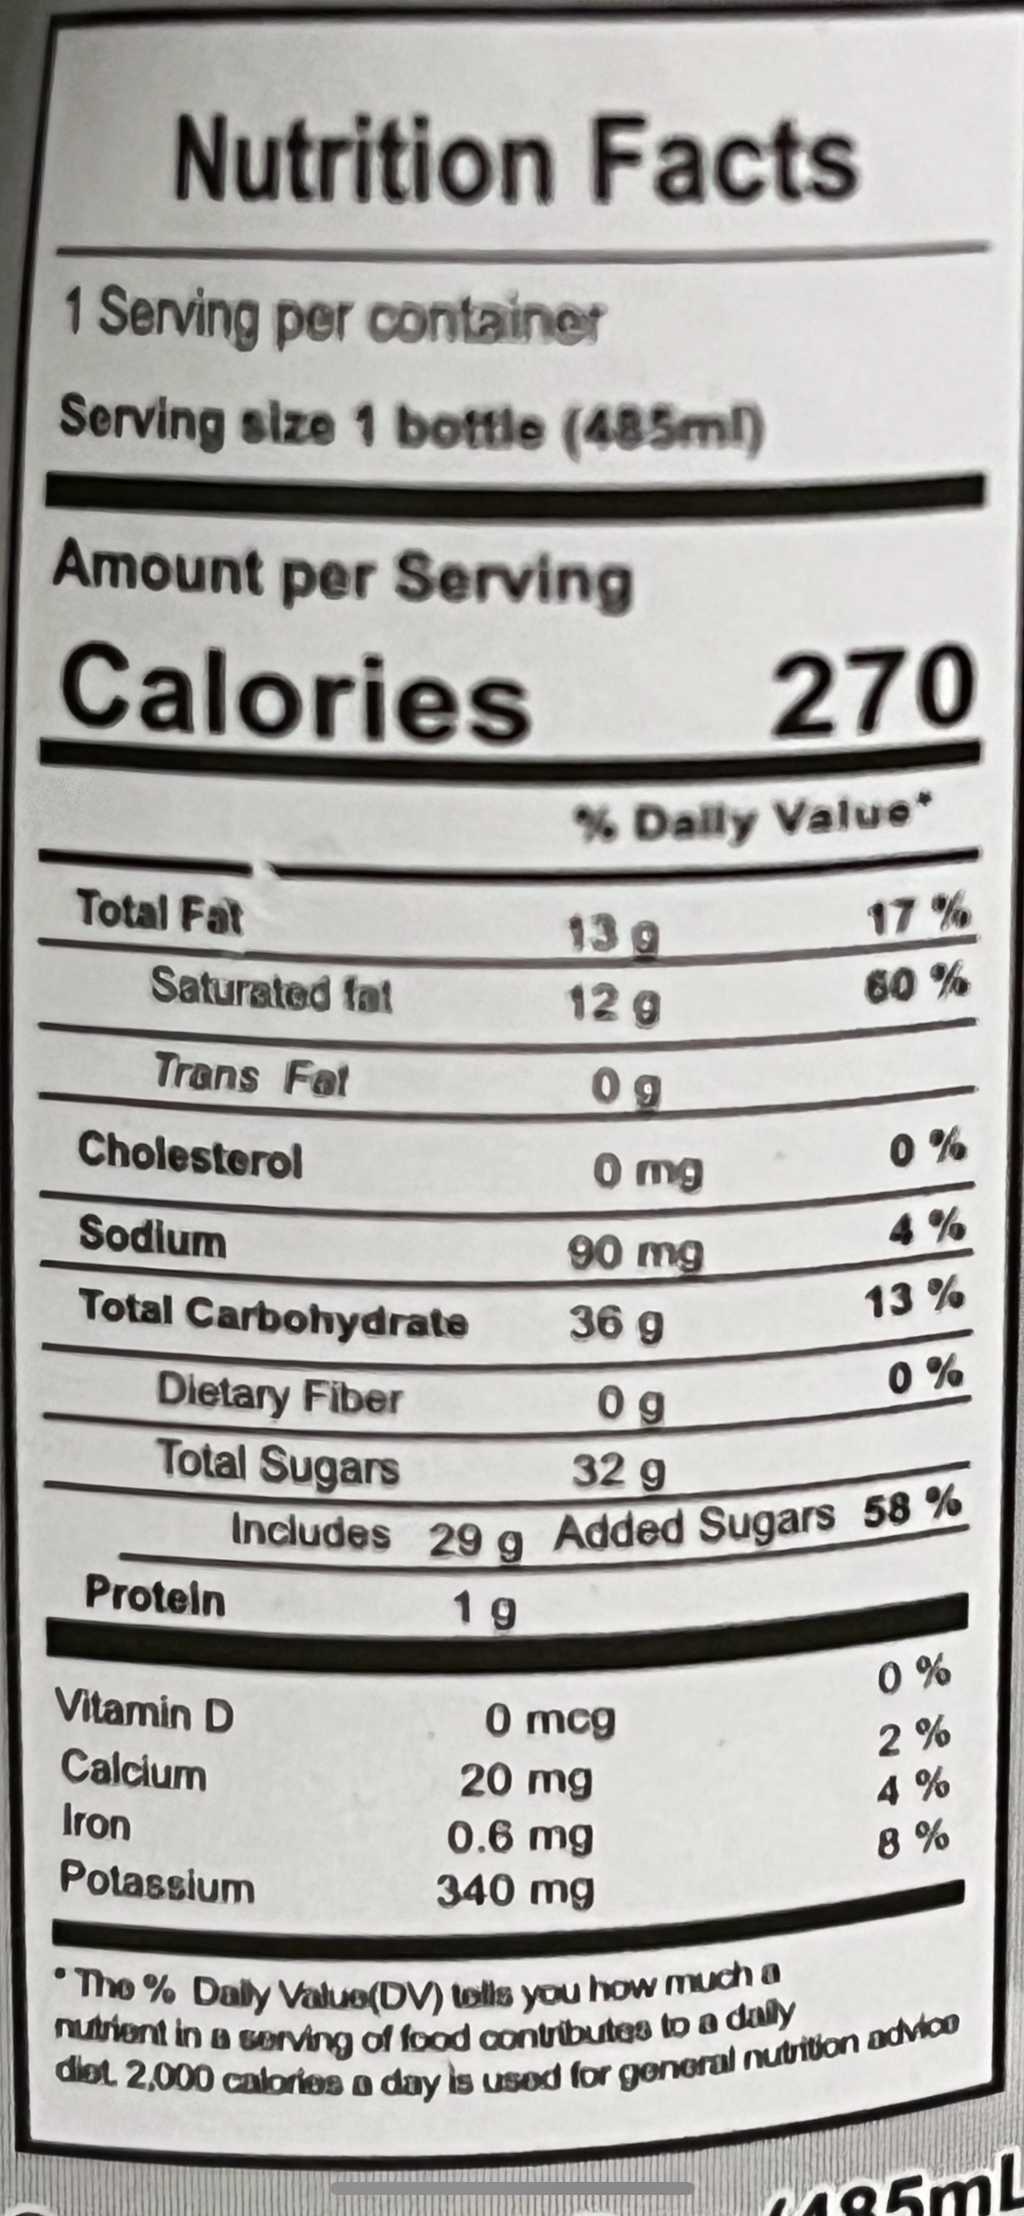 Nutrition Facts
1 Serving per container
Serving size 1 bottle (485ml)
Amount per Serving
Calories 270
% Daily Value*
Total Fat 13 g 17 %
Saturated fat 12 g 60 %
Trans Fat 0 g
Cholesterol 0 mg 0 %
Sodium 90 mg 4 %
Total Carbohydrate 36 g 13 %
Dietary Fiber 0 g 0 %
Total Sugars 32 g
Includes 29 g Added Sugars 58 %
Protein 1 g
Vitamin D 0 mcg 0 %
Calcium 20 mg 2 %
Iron 0.6 mg 4 %
Potassium 340 mg 8 %
* The % Daily Value(DV) tells you how much a
nutrient in a serving of food contributes to a daily
diet. 2,000 calories a day is used for general nutrition advice
(485mL